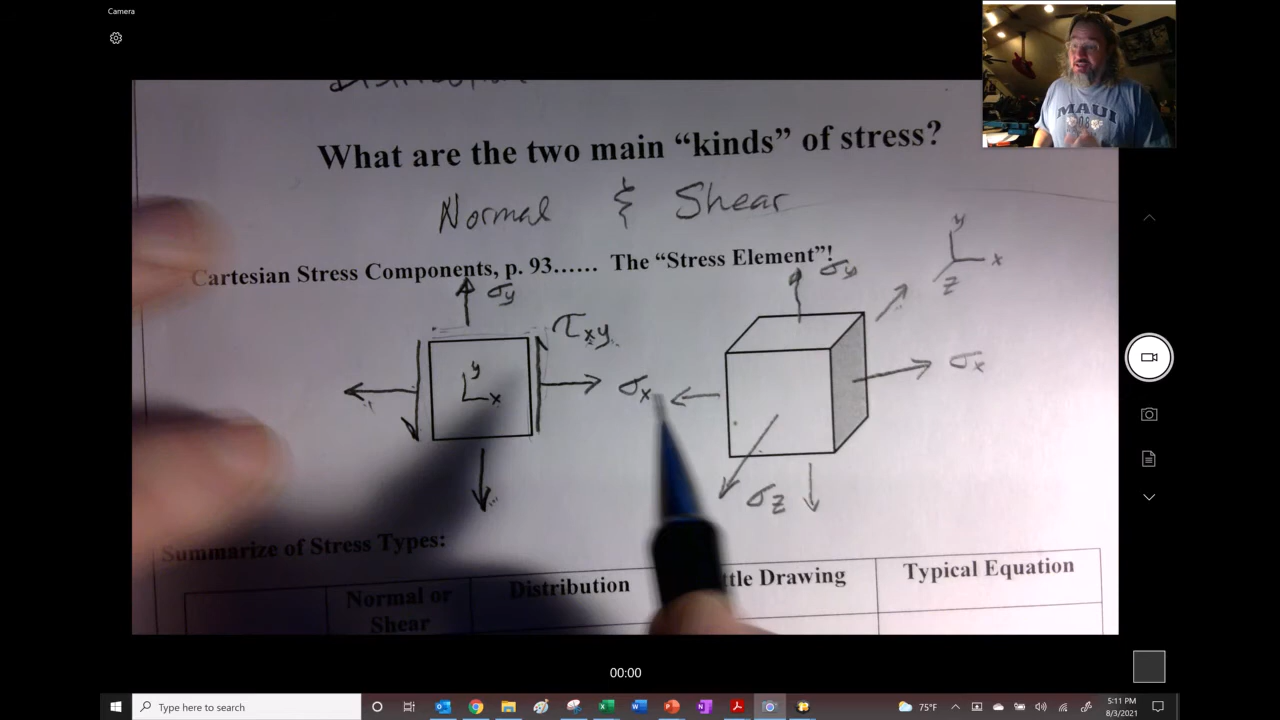 Camera
MAUI
What are the two main “kinds” of stress?
Normal & Shear
Cartesian Stress Components, p. 93…… The “Stress Element”!
y
x
z
σy
τxy
y
x
σx
σy
σx
σz
Summarize of Stress Types:
Normal or
Shear
Distribution
Drawing
Typical Equation
00:00
Type here to search
75°F
5:11 PM
8/3/2021